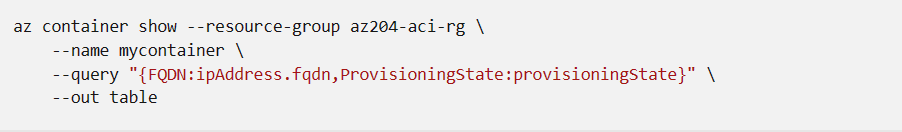 az container show --resource-group az204-aci-rg \
    --name mycontainer \
    --query "{FQDN:ipAddress.fqdn,ProvisioningState:provisioningState}" \
    --out table